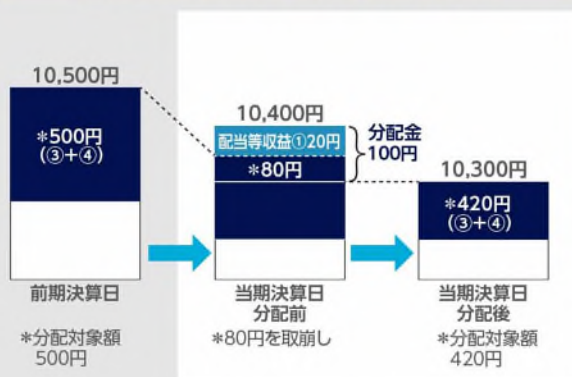 10,500円
*500円
(③+④)
前期決算日
*分配対象額
500円
10,400円
配当等収益①20円
*80円
分配金
100円
当期決算日
分配前
*80円を取崩し
10,300円
*420円
(③+④)
当期決算日
分配後
*分配対象額
420円